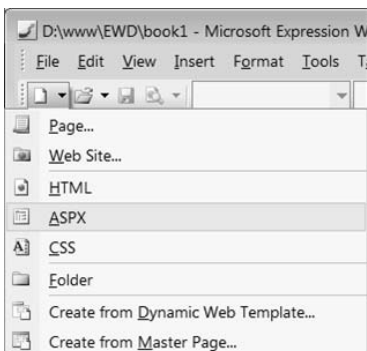 D:\www\EWD\book1 - Microsoft Expression W
File Edit View Insert Format Tools
Page...
Web Site...
HTML
ASPX
CSS
Folder
Create from Dynamic Web Template...
Create from Master Page...